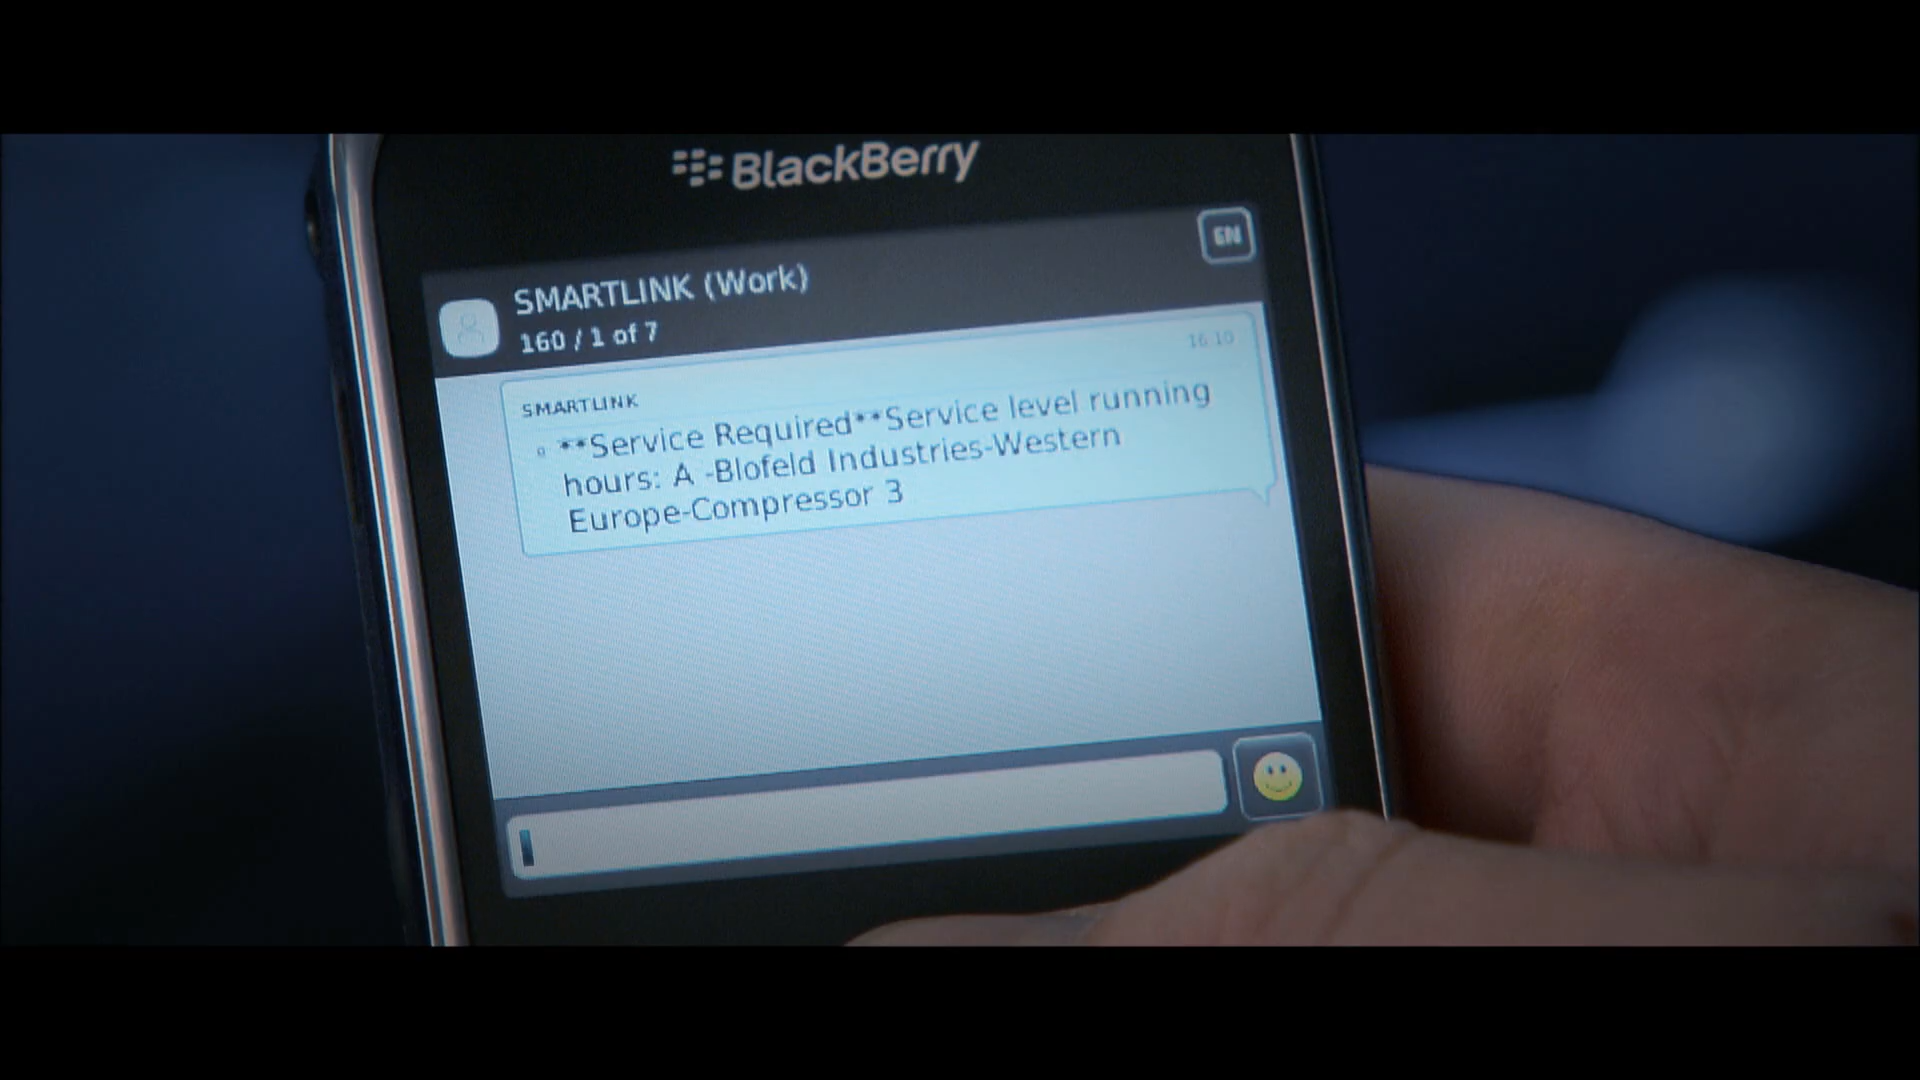 BlackBerry
EN
SMARTLINK (Work)
160 / 1 of 7
16:10
SMARTLINK
**Service Required**Service level running
hours: A -Blofeld Industries-Western
Europe-Compressor 3